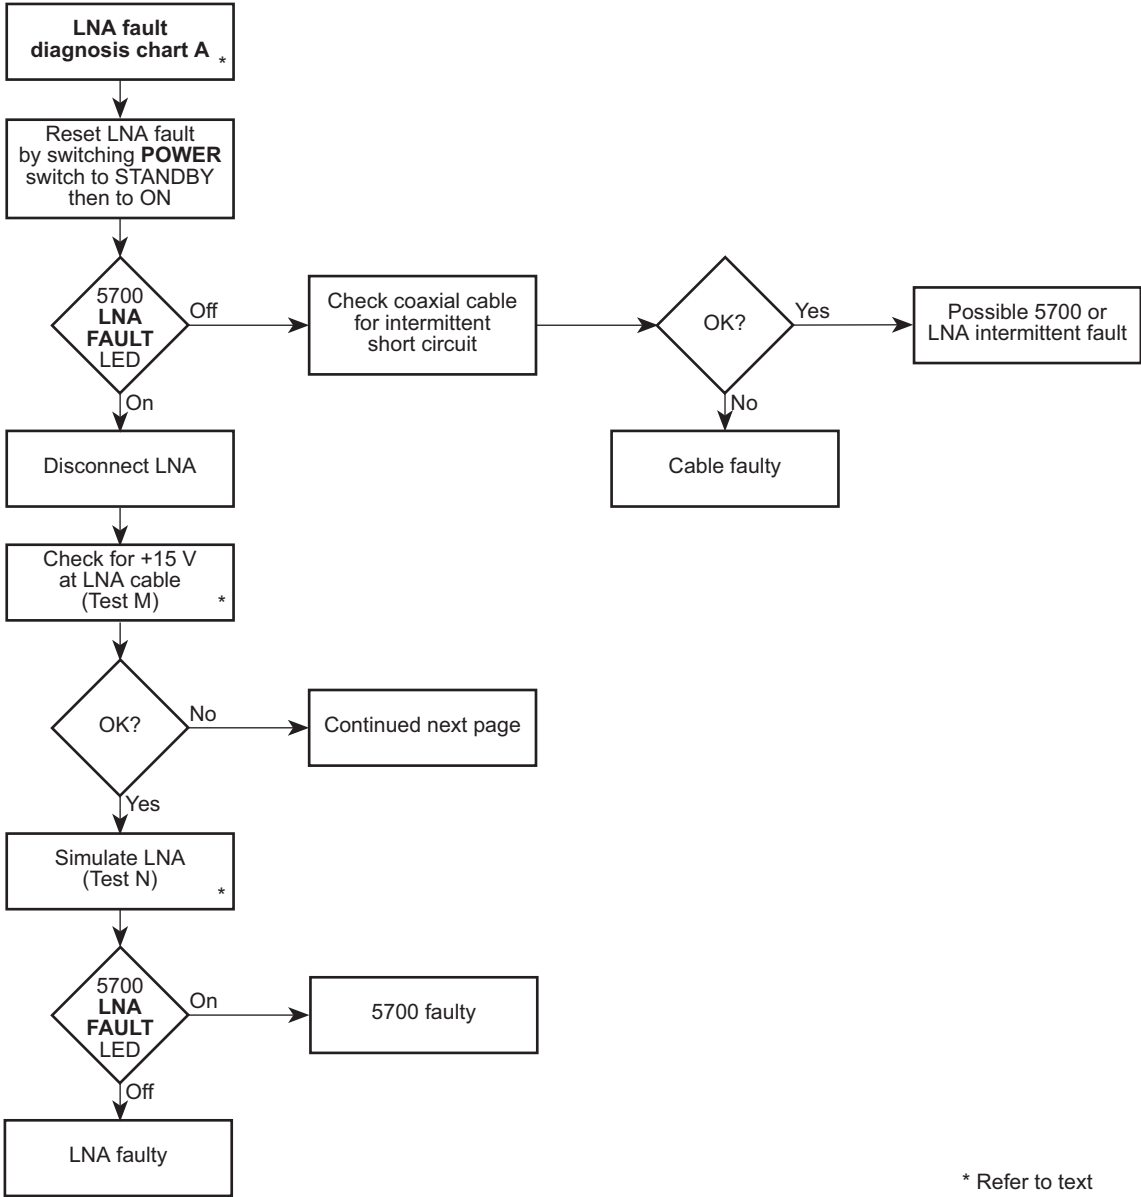 LNA fault
diagnosis chart A
*
Reset LNA fault
by switching POWER
switch to STANDBY
then to ON
5700
LNA
FAULT
LED
Off
Check coaxial cable
for intermittent
short circuit
OK?
Yes
Possible 5700 or
LNA intermittent fault
On
No
Disconnect LNA
Cable faulty
Check for +15 V
at LNA cable
(Test M)
*
OK?
No
Continued next page
Yes
Simulate LNA
(Test N)
*
5700
LNA
FAULT
LED
On
5700 faulty
Off
LNA faulty
* Refer to text